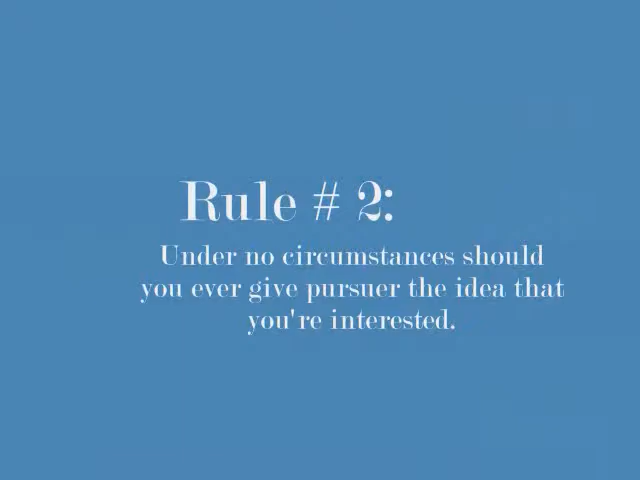 Rule # 2:
Under no circumstances should
you ever give pursuer the idea that
you're interested.